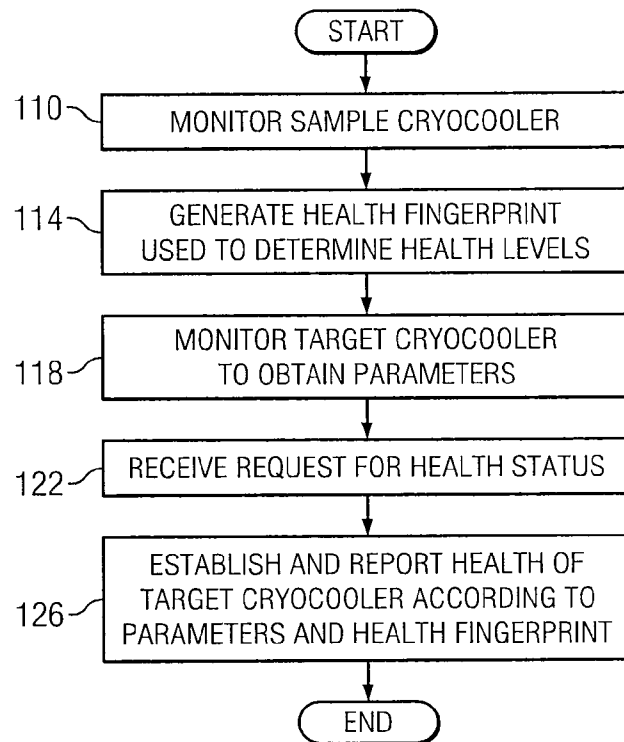 START
110
MONITOR SAMPLE CRYOCOOLER
114
GENERATE HEALTH FINGERPRINT
USED TO DETERMINE HEALTH LEVELS
118
MONITOR TARGET CRYOCOOLER
TO OBTAIN PARAMETERS
122
RECEIVE REQUEST FOR HEALTH STATUS
126
ESTABLISH AND REPORT HEALTH OF
TARGET CRYOCOOLER ACCORDING TO
PARAMETERS AND HEALTH FINGERPRINT
END